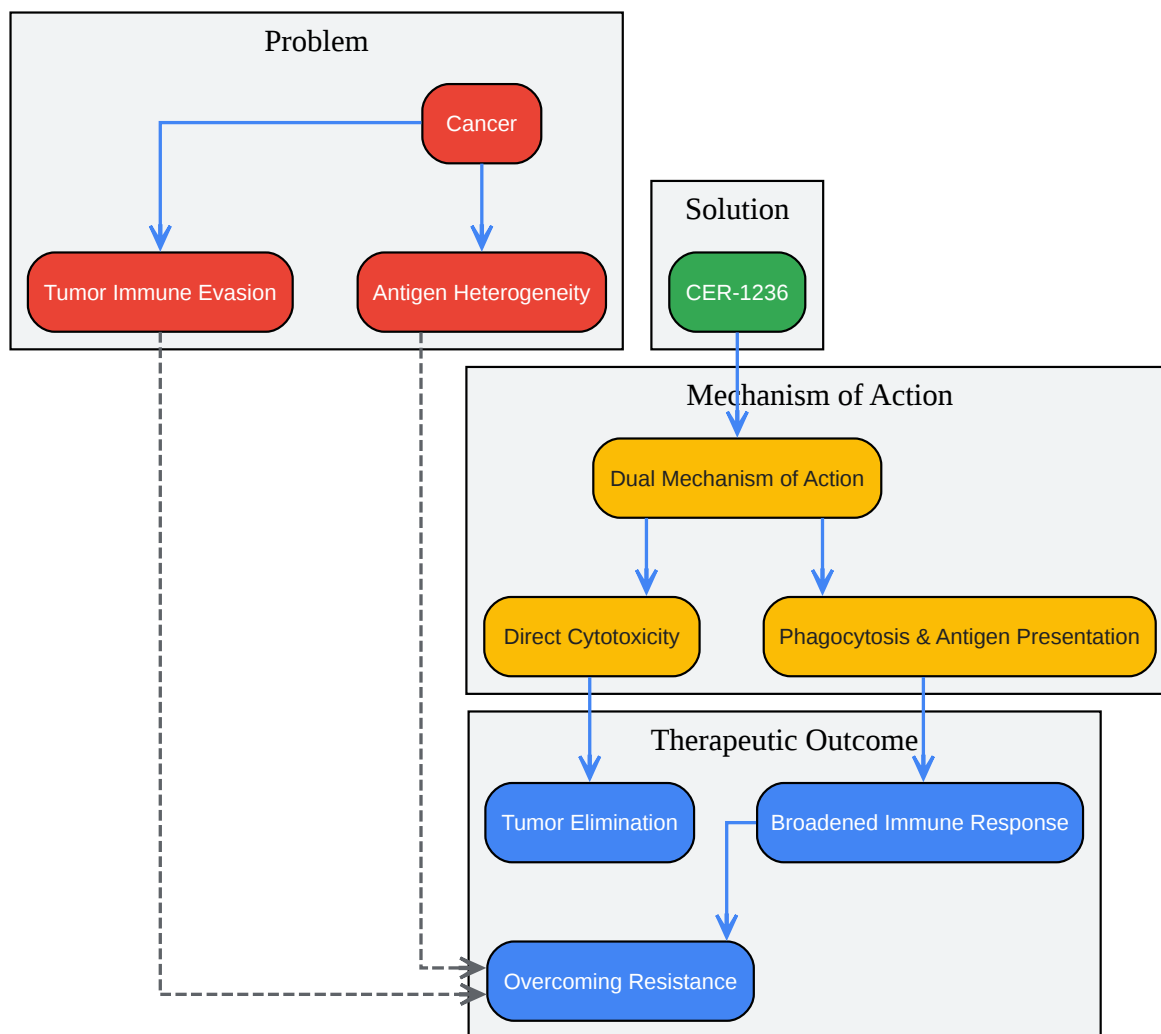 Problem
Cancer
Tumor Immune Evasion
Antigen Heterogeneity
Solution
CER-1236
Mechanism of Action
Dual Mechanism of Action
Direct Cytotoxicity
Phagocytosis & Antigen Presentation
Therapeutic Outcome
Tumor Elimination
Broadened Immune Response
Overcoming Resistance